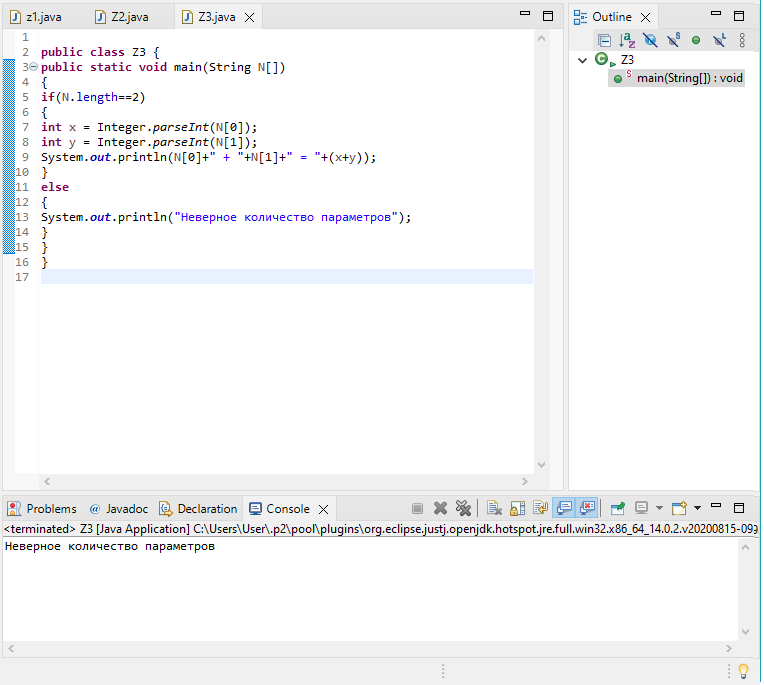 z1.java Z2.java Z3.java Outline
1
2 public class Z3 {
3 public static void main(String N[])
4 {
5 if(N.length==2)
6 {
7 int x = Integer.parseInt(N[0]);
8 int y = Integer.parseInt(N[1]);
9 System.out.println(N[0]+" + "+N[1]+" = "+(x+y));
10 }
11 else
12 {
13 System.out.println("Неверное количество параметров");
14 }
15 }
16 }
17
Z3
main(String[]) : void
Problems Javadoc Declaration Console
<terminated> Z3 [Java Application] C:\Users\User\.p2\pool\plugins\org.eclipse.justj.openjdk.hotspot.jre.full.win32.x86_64_14.0.2.v20200815-09
Неверное количество параметров